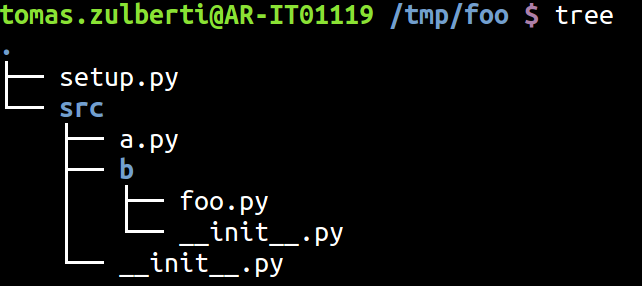 tomas.zulberti@AR-IT01119 /tmp/foo $ tree
.
├── setup.py
└── src
    ├── a.py
    ├── b
    │   ├── foo.py
    │   └── __init__.py
    └── __init__.py